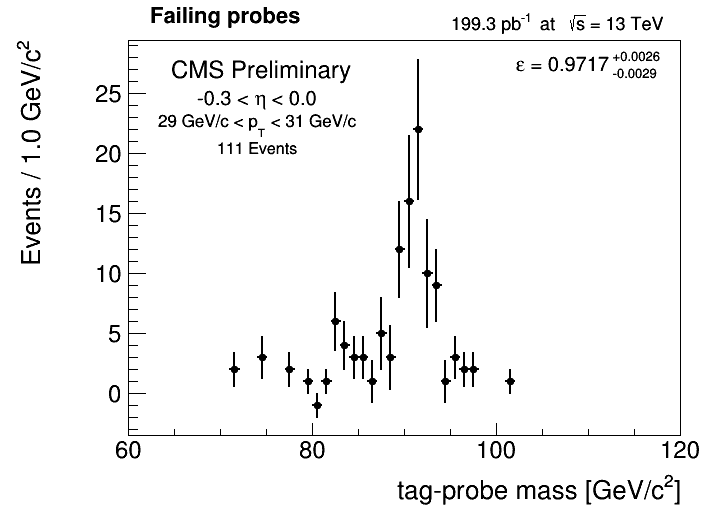 Failing probes
199.3 pb⁻¹ at √s = 13 TeV
CMS Preliminary
-0.3 < η < 0.0
29 GeV/c < p_T < 31 GeV/c
111 Events
ε = 0.9717 +0.0026 -0.0029
Events / 1.0 GeV/c²
25
20
15
10
5
0
60 80 100 120
tag-probe mass [GeV/c²]